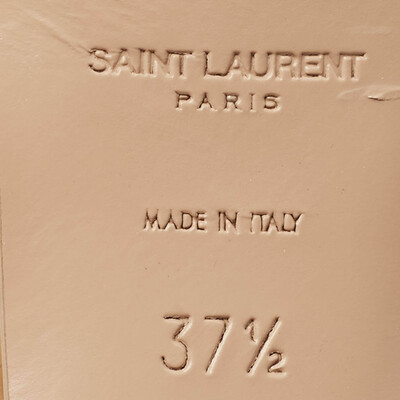 SAINT LAURENT
PARIS
MADE IN ITALY
37½